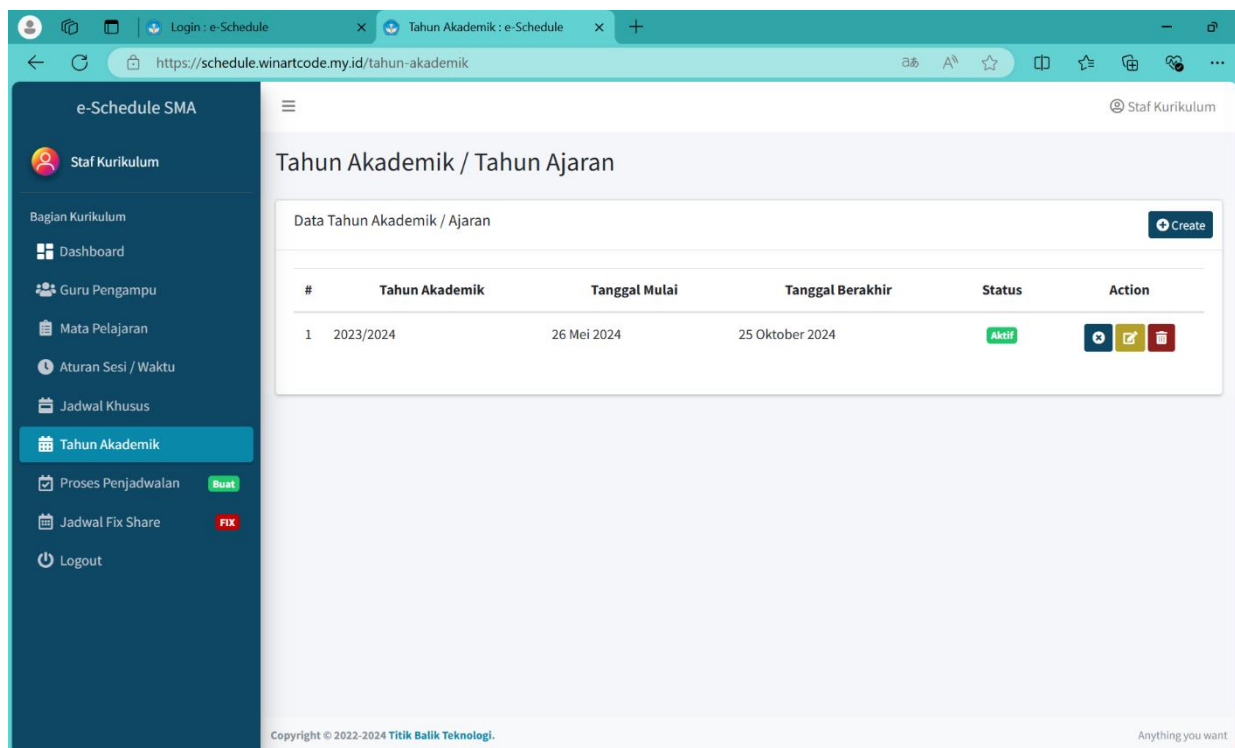 Login : e-Schedule
Tahun Akademik : e-Schedule
https://schedule.winartcode.my.id/tahun-akademik
e-Schedule SMA
Staf Kurikulum
Staf Kurikulum
Bagian Kurikulum
Dashboard
Guru Pengampu
Mata Pelajaran
Aturan Sesi / Waktu
Jadwal Khusus
Tahun Akademik
Proses Penjadwalan Buat
Jadwal Fix Share FIX
Logout
Tahun Akademik / Tahun Ajaran
Data Tahun Akademik / Ajaran
Create
# Tahun Akademik Tanggal Mulai Tanggal Berakhir Status Action
1 2023/2024 26 Mei 2024 25 Oktober 2024 Aktif
Copyright © 2022-2024 Titik Balik Teknologi. Anything you want